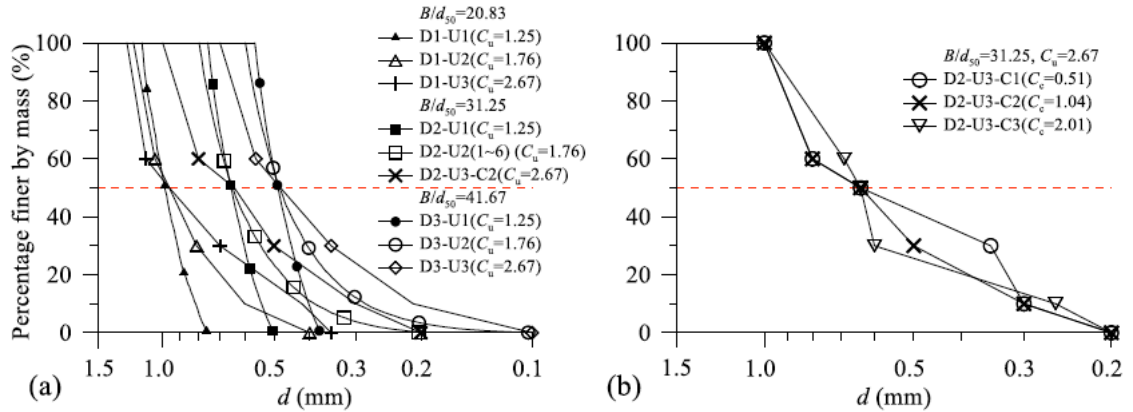 Percentage finer by mass (%)
100
80
60
40
20
0
1.5
1.0
0.5
0.3
0.2
0.1
d (mm)
(a)
B/d50=20.83
D1-U1(Cu=1.25)
D1-U2(Cu=1.76)
D1-U3(Cu=2.67)
B/d50=31.25
D2-U1(Cu=1.25)
D2-U2(1~6) (Cu=1.76)
D2-U3-C2(Cu=2.67)
B/d50=41.67
D3-U1(Cu=1.25)
D3-U2(Cu=1.76)
D3-U3(Cu=2.67)
100
80
60
40
20
0
1.5
1.0
0.5
0.3
0.2
d (mm)
(b)
B/d50=31.25, Cu=2.67
D2-U3-C1(Cc=0.51)
D2-U3-C2(Cc=1.04)
D2-U3-C3(Cc=2.01)